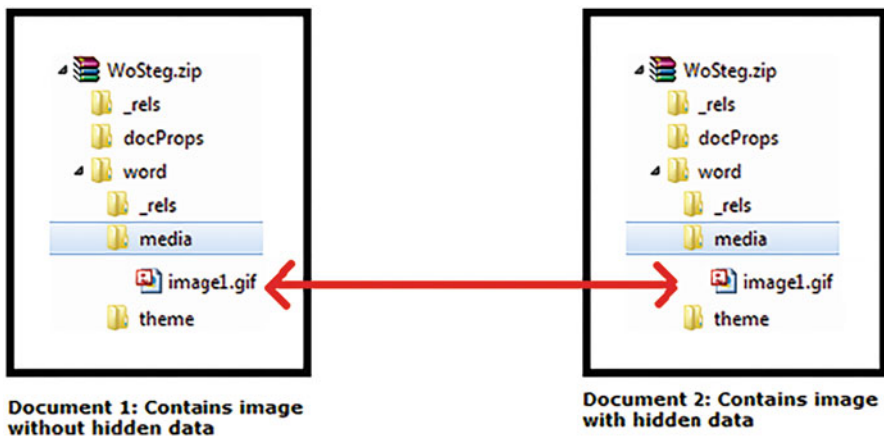 WoSteg.zip
_rels
docProps
word
_rels
media
image1.gif
theme
Document 1: Contains image
without hidden data
WoSteg.zip
_rels
docProps
word
_rels
media
image1.gif
theme
Document 2: Contains image
with hidden data